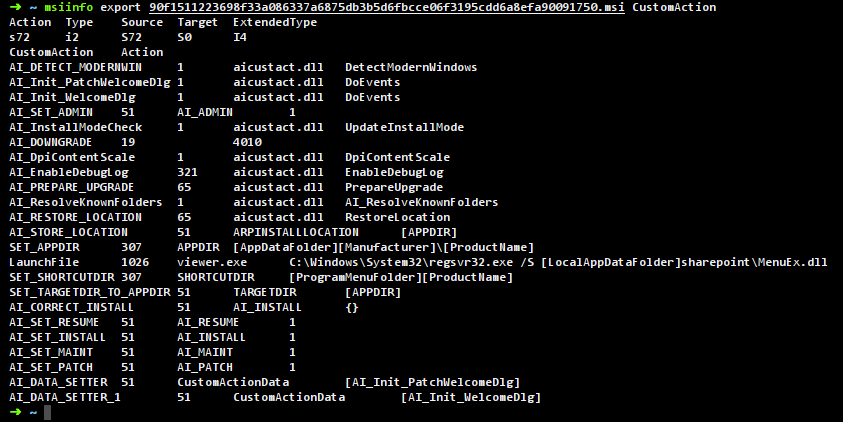 ➜ ~ msiinfo export 90f1511223698f33a086337a6875db3b5d6fbcce06f3195cdd6a8efa90091750.msi CustomAction
Action Type Source Target ExtendedType
s72 i2 S72 S0 I4
CustomAction Action
AI_DETECT_MODERNWIN 1 aicustact.dll DetectModernWindows
AI_Init_PatchWelcomeDlg 1 aicustact.dll DoEvents
AI_Init_WelcomeDlg 1 aicustact.dll DoEvents
AI_SET_ADMIN 51 AI_ADMIN 1
AI_InstallModeCheck 1 aicustact.dll UpdateInstallMode
AI_DOWNGRADE 19 4010
AI_DpiContentScale 1 aicustact.dll DpiContentScale
AI_EnableDebugLog 321 aicustact.dll EnableDebugLog
AI_PREPARE_UPGRADE 65 aicustact.dll PrepareUpgrade
AI_ResolveKnownFolders 1 aicustact.dll AI_ResolveKnownFolders
AI_RESTORE_LOCATION 65 aicustact.dll RestoreLocation
AI_STORE_LOCATION 51 ARPINSTALLLOCATION [APPDIR]
SET_APPDIR 307 APPDIR [AppDataFolder][Manufacturer]\[ProductName]
LaunchFile 1026 viewer.exe C:\Windows\System32\regsvr32.exe /S [LocalAppDataFolder]sharepoint\MenuEx.dll
SET_SHORTCUTDIR 307 SHORTCUTDIR [ProgramMenuFolder][ProductName]
SET_TARGETDIR_TO_APPDIR 51 TARGETDIR [APPDIR]
AI_CORRECT_INSTALL 51 AI_INSTALL {}
AI_SET_RESUME 51 AI_RESUME 1
AI_SET_INSTALL 51 AI_INSTALL 1
AI_SET_MAINT 51 AI_MAINT 1
AI_SET_PATCH 51 AI_PATCH 1
AI_DATA_SETTER 51 CustomActionData [AI_Init_PatchWelcomeDlg]
AI_DATA_SETTER_1 51 CustomActionData [AI_Init_WelcomeDlg]
➜ ~